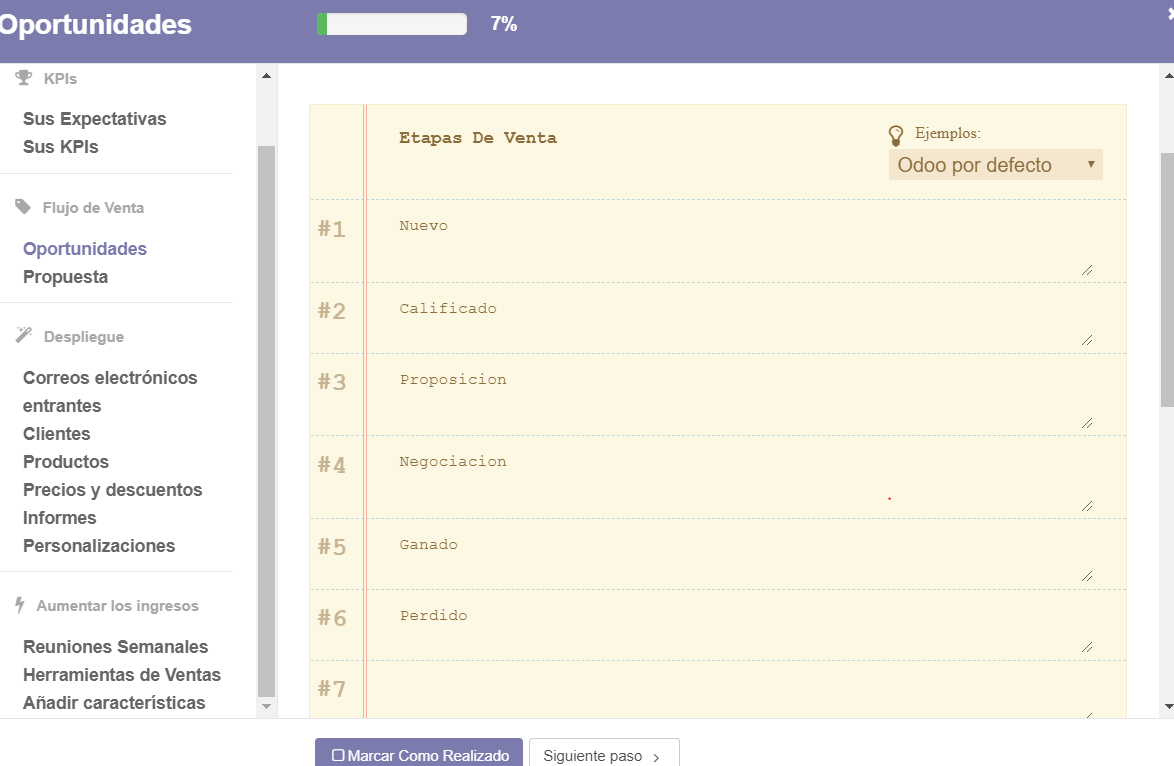 Oportunidades
7%
KPIs
Sus Expectativas
Sus KPIs
Flujo de Venta
Oportunidades
Propuesta
Despliegue
Correos electrónicos
entrantes
Clientes
Productos
Precios y descuentos
Informes
Personalizaciones
Aumentar los ingresos
Reuniones Semanales
Herramientas de Ventas
Añadir características
Etapas De Venta
Ejemplos:
Odoo por defecto
#1 Nuevo
#2 Calificado
#3 Proposicion
#4 Negociacion
#5 Ganado
#6 Perdido
#7
Marcar Como Realizado
Siguiente paso